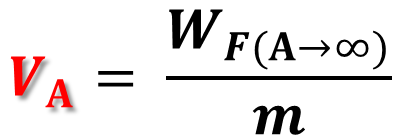 V_A = W_F(A→∞) / m